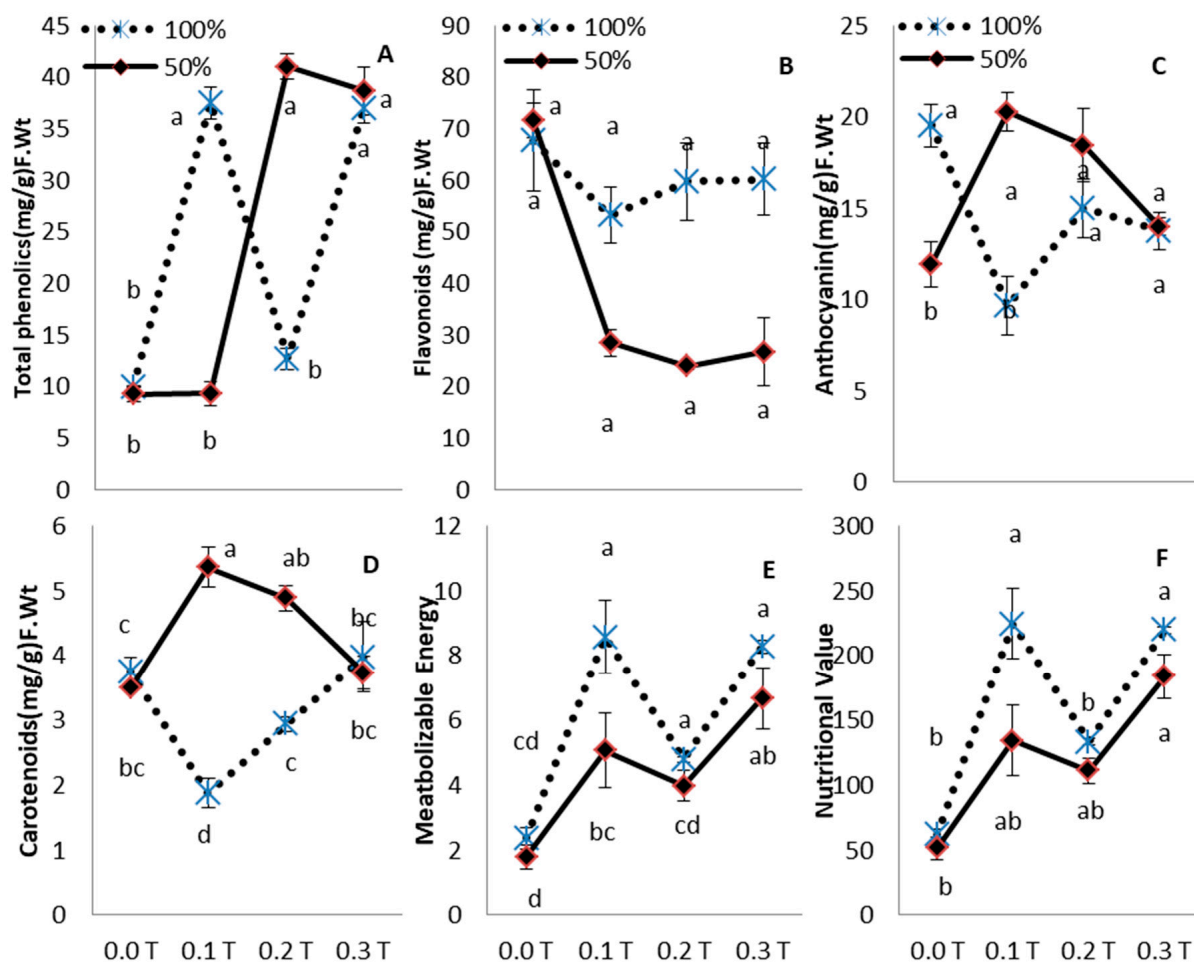 Total phenolics(mg/g)F.Wt
45
40
35
30
25
20
15
10
5
0
100%
50%
A
b
a
a
a
b
a
b
b
Flavonoids (mg/g)F.Wt
90
80
70
60
50
40
30
20
10
0
100%
50%
B
a
a
a
a
a
a
a
a
Anthocyanin(mg/g)F.Wt
25
20
15
10
5
0
100%
50%
C
a
a
a
a
b
b
a
a
Carotenoids(mg/g)F.Wt
6
5
4
3
2
1
0
D
c
a
ab
bc
bc
d
c
bc
0.0 T
0.1 T
0.2 T
0.3 T
Meatbolizable Energy
12
10
8
6
4
2
0
E
cd
a
a
a
d
bc
cd
ab
0.0 T
0.1 T
0.2 T
0.3 T
Nutritional Value
300
250
200
150
100
50
0
F
b
a
b
a
b
ab
ab
a
0.0 T
0.1 T
0.2 T
0.3 T